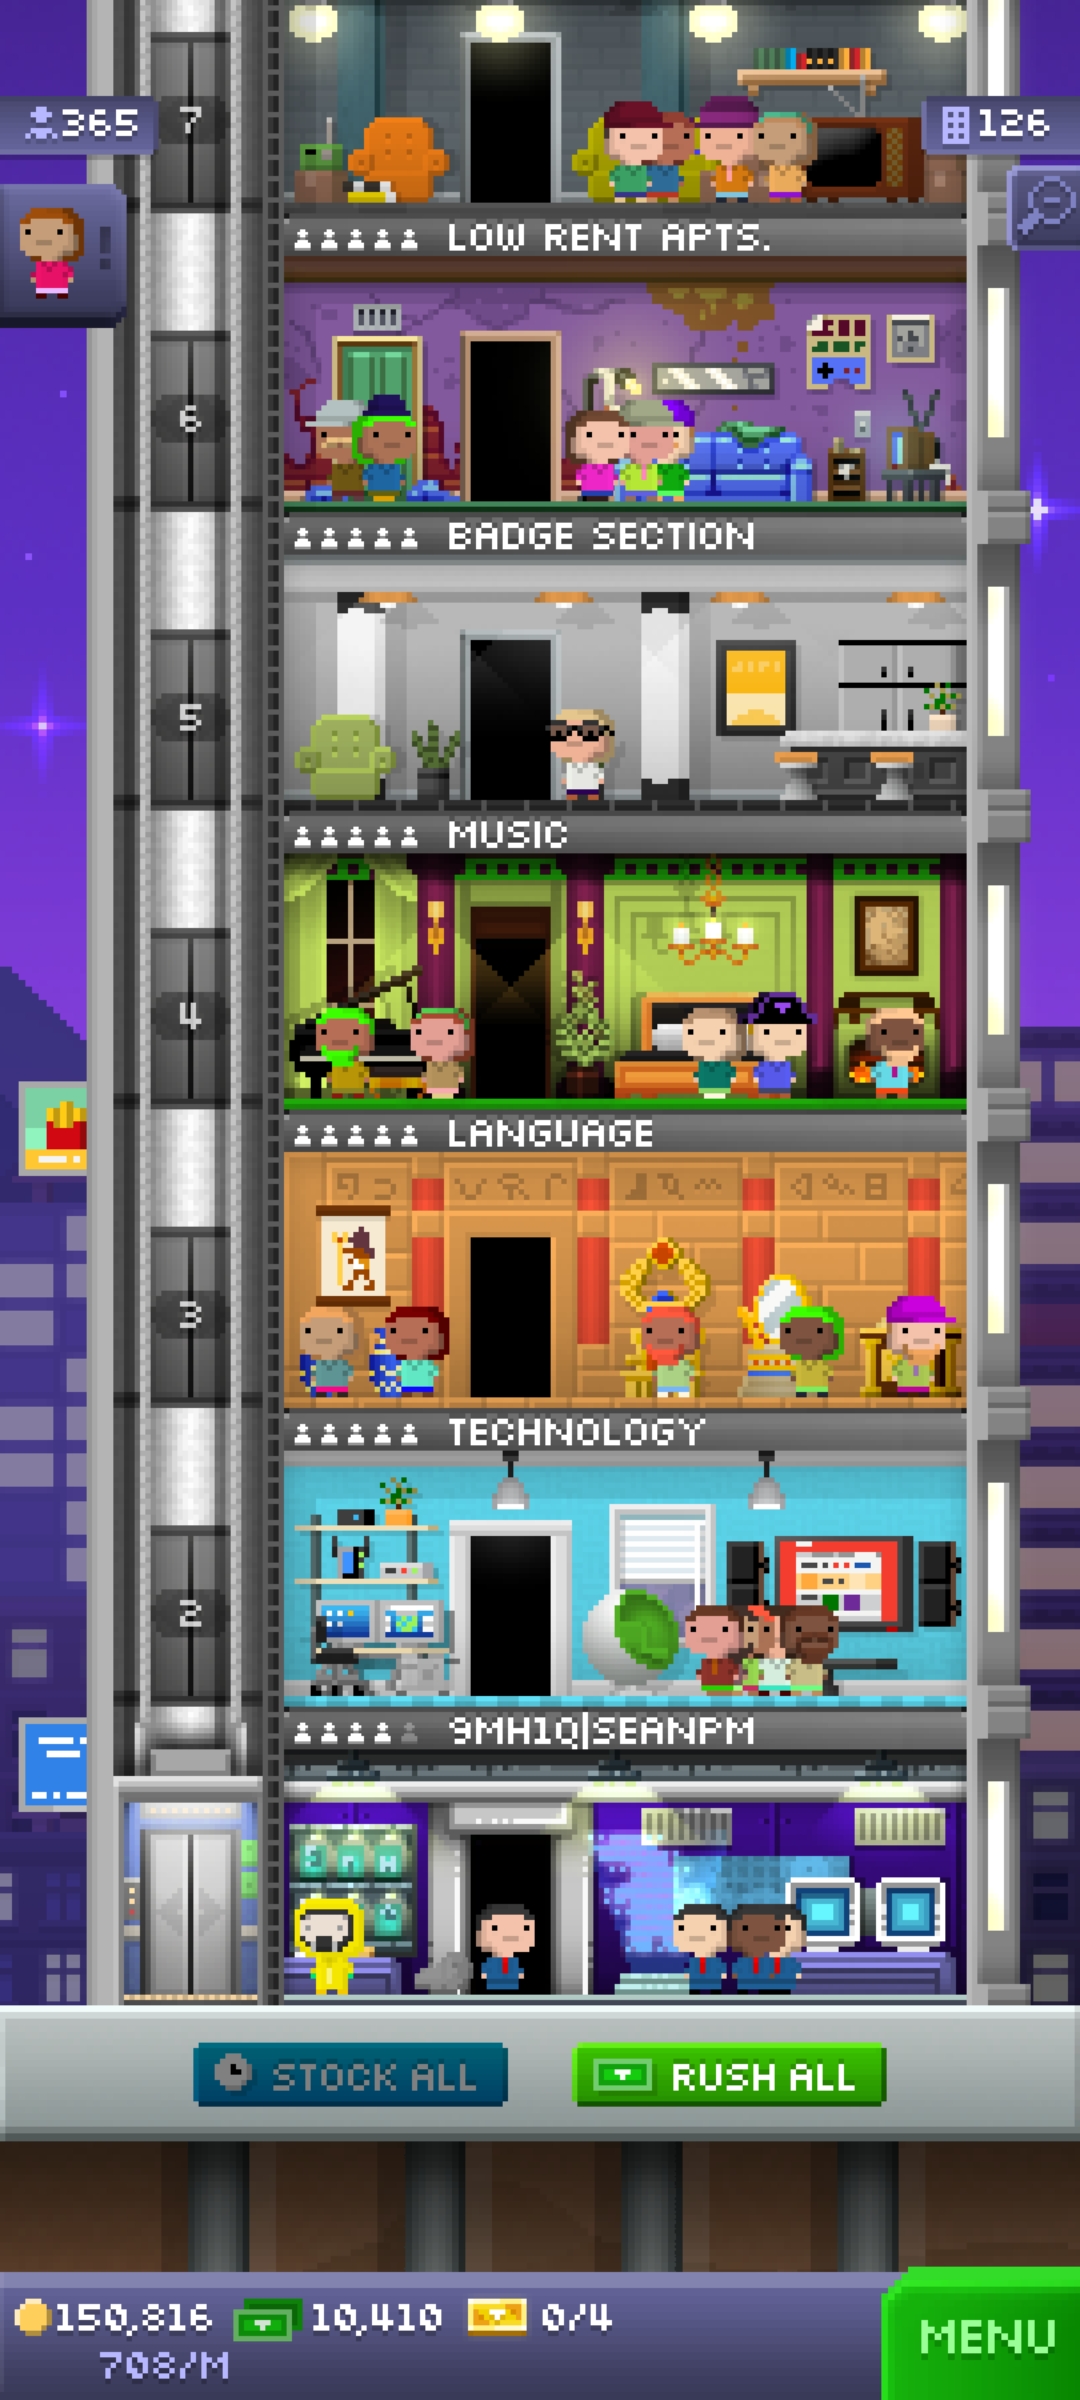 365
7
126
LOW RENT APTS.
6
BADGE SECTION
5
MUSIC
4
LANGUAGE
3
TECHNOLOGY
2
9MH1Q|SEANPM
STOCK ALL
RUSH ALL
150,816
10,410
0/4
708/M
MENU